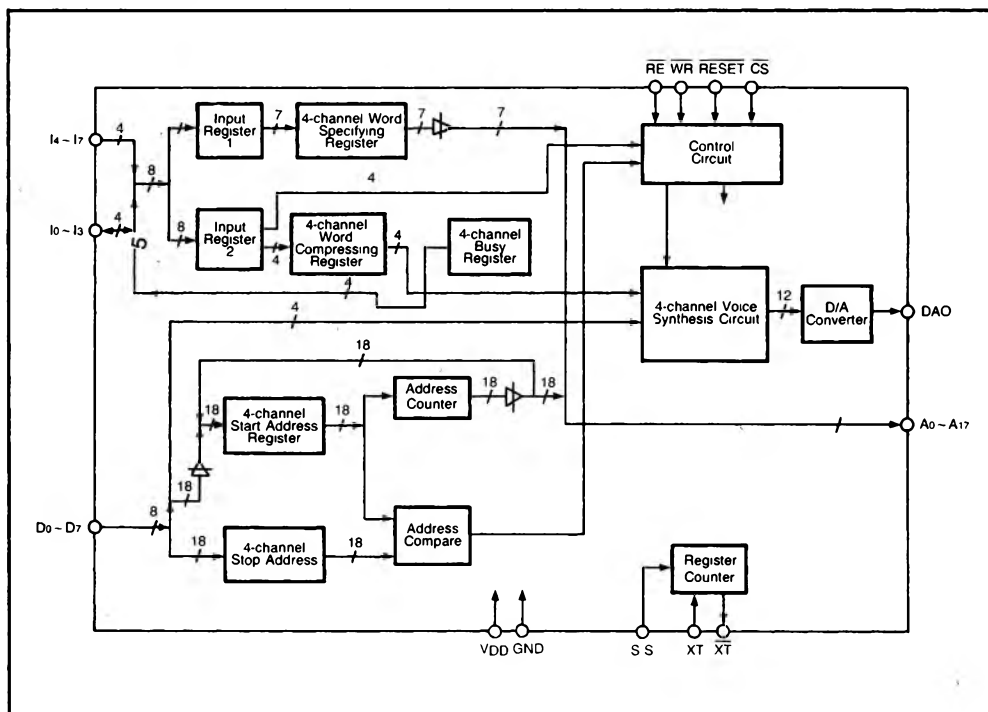 RE WR RESET CS
I4 ~ I7
4
8
Input
Register
1
7
4-channel Word
Specifying
Register
7
7
Control
Circuit
4
I0 ~ I3
4
5
8
Input
Register
2
4
4-channel
Word
Compressing
Register
4
4-channel
Busy
Register
4
4
4-channel Voice
Synthesis Circuit
12
D/A
Converter
DAO
18
18
4-channel
Start Address
Register
18
Address
Counter
18
18
A0 ~ A17
18
D0 ~ D7
8
18
4-channel
Stop Address
18
Address
Compare
Register
Counter
VDD GND
S S
XT
XT